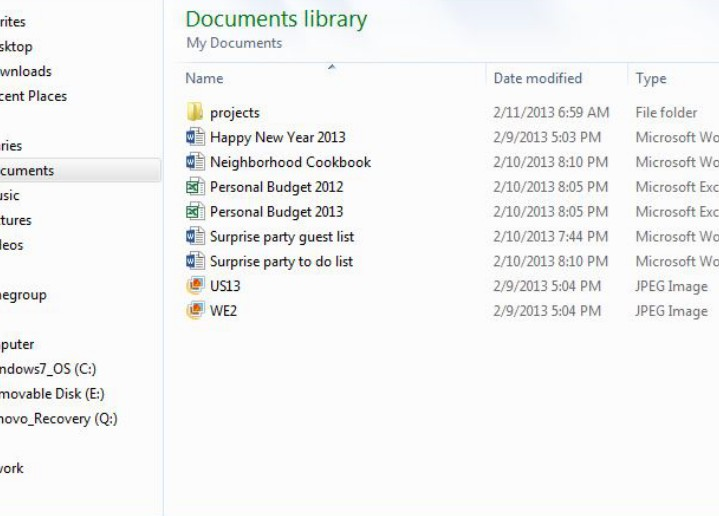 rites
sktop
wnloads
cent Places
ries
cuments
usic
tures
leos
negroup
puter
ndows7_OS (C:)
movable Disk (E:)
novo_Recovery (Q:)
vork
Documents library
My Documents
Name Date modified Type
projects 2/11/2013 6:59 AM File folder
Happy New Year 2013 2/9/2013 5:03 PM Microsoft Wo
Neighborhood Cookbook 2/10/2013 8:10 PM Microsoft Wo
Personal Budget 2012 2/10/2013 8:05 PM Microsoft Exc
Personal Budget 2013 2/10/2013 8:05 PM Microsoft Exc
Surprise party guest list 2/10/2013 7:44 PM Microsoft Wo
Surprise party to do list 2/10/2013 8:10 PM Microsoft Wo
US13 2/9/2013 5:04 PM JPEG Image
WE2 2/9/2013 5:04 PM JPEG Image